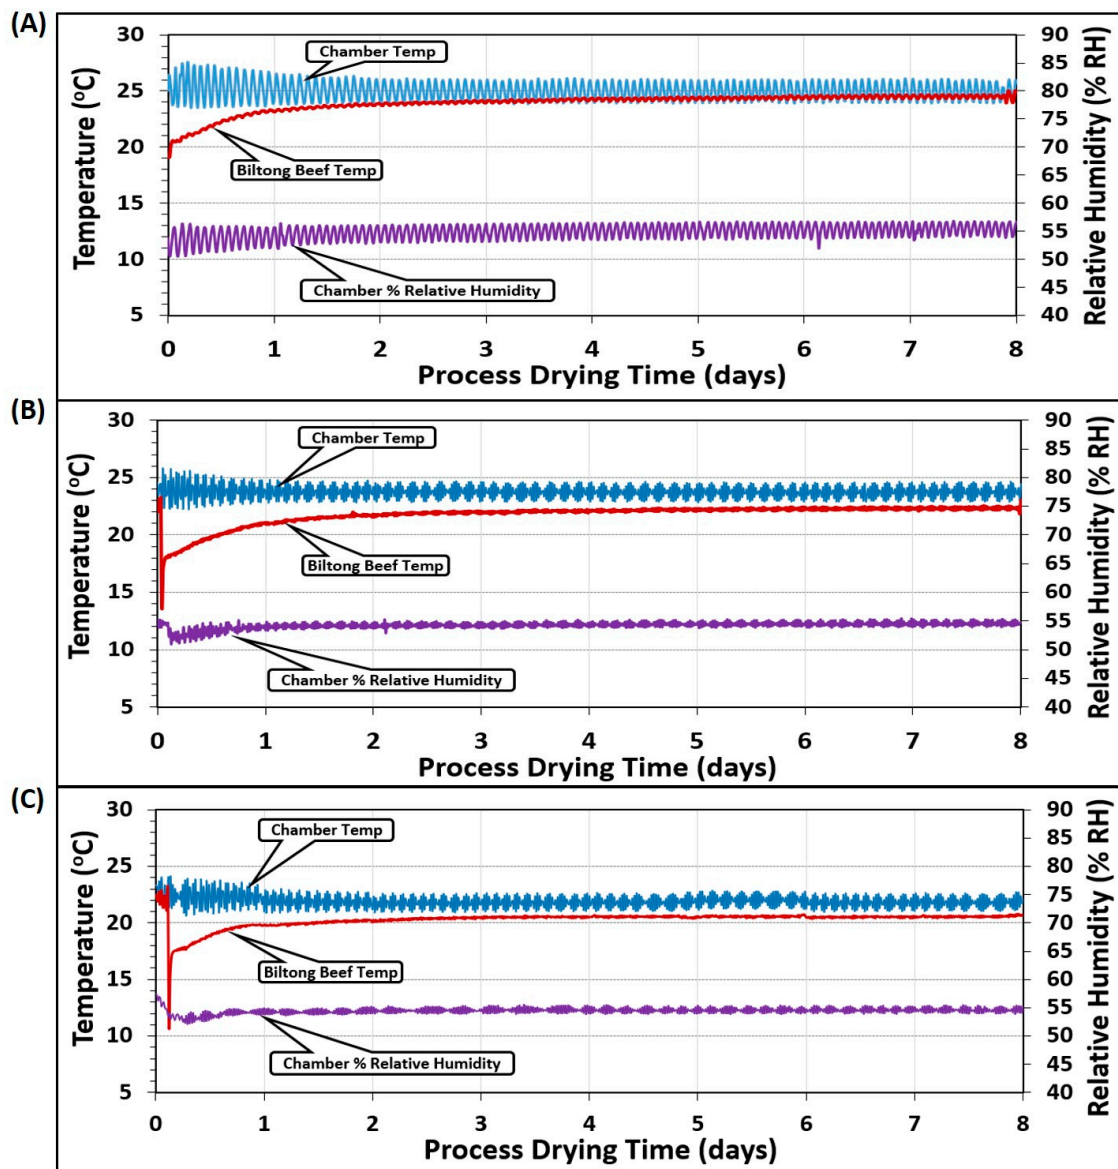 (A)
30
25
20
15
10
5
Temperature (°C)
Chamber Temp
Biltong Beef Temp
Chamber % Relative Humidity
90
85
80
75
70
65
60
55
50
45
40
Relative Humidity (% RH)
0 1 2 3 4 5 6 7 8
Process Drying Time (days)
(B)
30
25
20
15
10
5
Temperature (°C)
Chamber Temp
Biltong Beef Temp
Chamber % Relative Humidity
90
85
80
75
70
65
60
55
50
45
40
Relative Humidity (% RH)
0 1 2 3 4 5 6 7 8
Process Drying Time (days)
(C)
30
25
20
15
10
5
Temperature (°C)
Chamber Temp
Biltong Beef Temp
Chamber % Relative Humidity
90
85
80
75
70
65
60
55
50
45
40
Relative Humidity (% RH)
0 1 2 3 4 5 6 7 8
Process Drying Time (days)